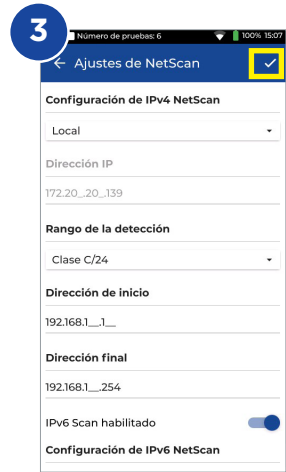 3
Número de pruebas: 6 100% 15:07
Ajustes de NetScan
Configuración de IPv4 NetScan
Local
Dirección IP
172.20_.20_.139
Rango de la detección
Clase C/24
Dirección de inicio
192.168.1__.1__
Dirección final
192.168.1__.254
IPv6 Scan habilitado
Configuración de IPv6 NetScan